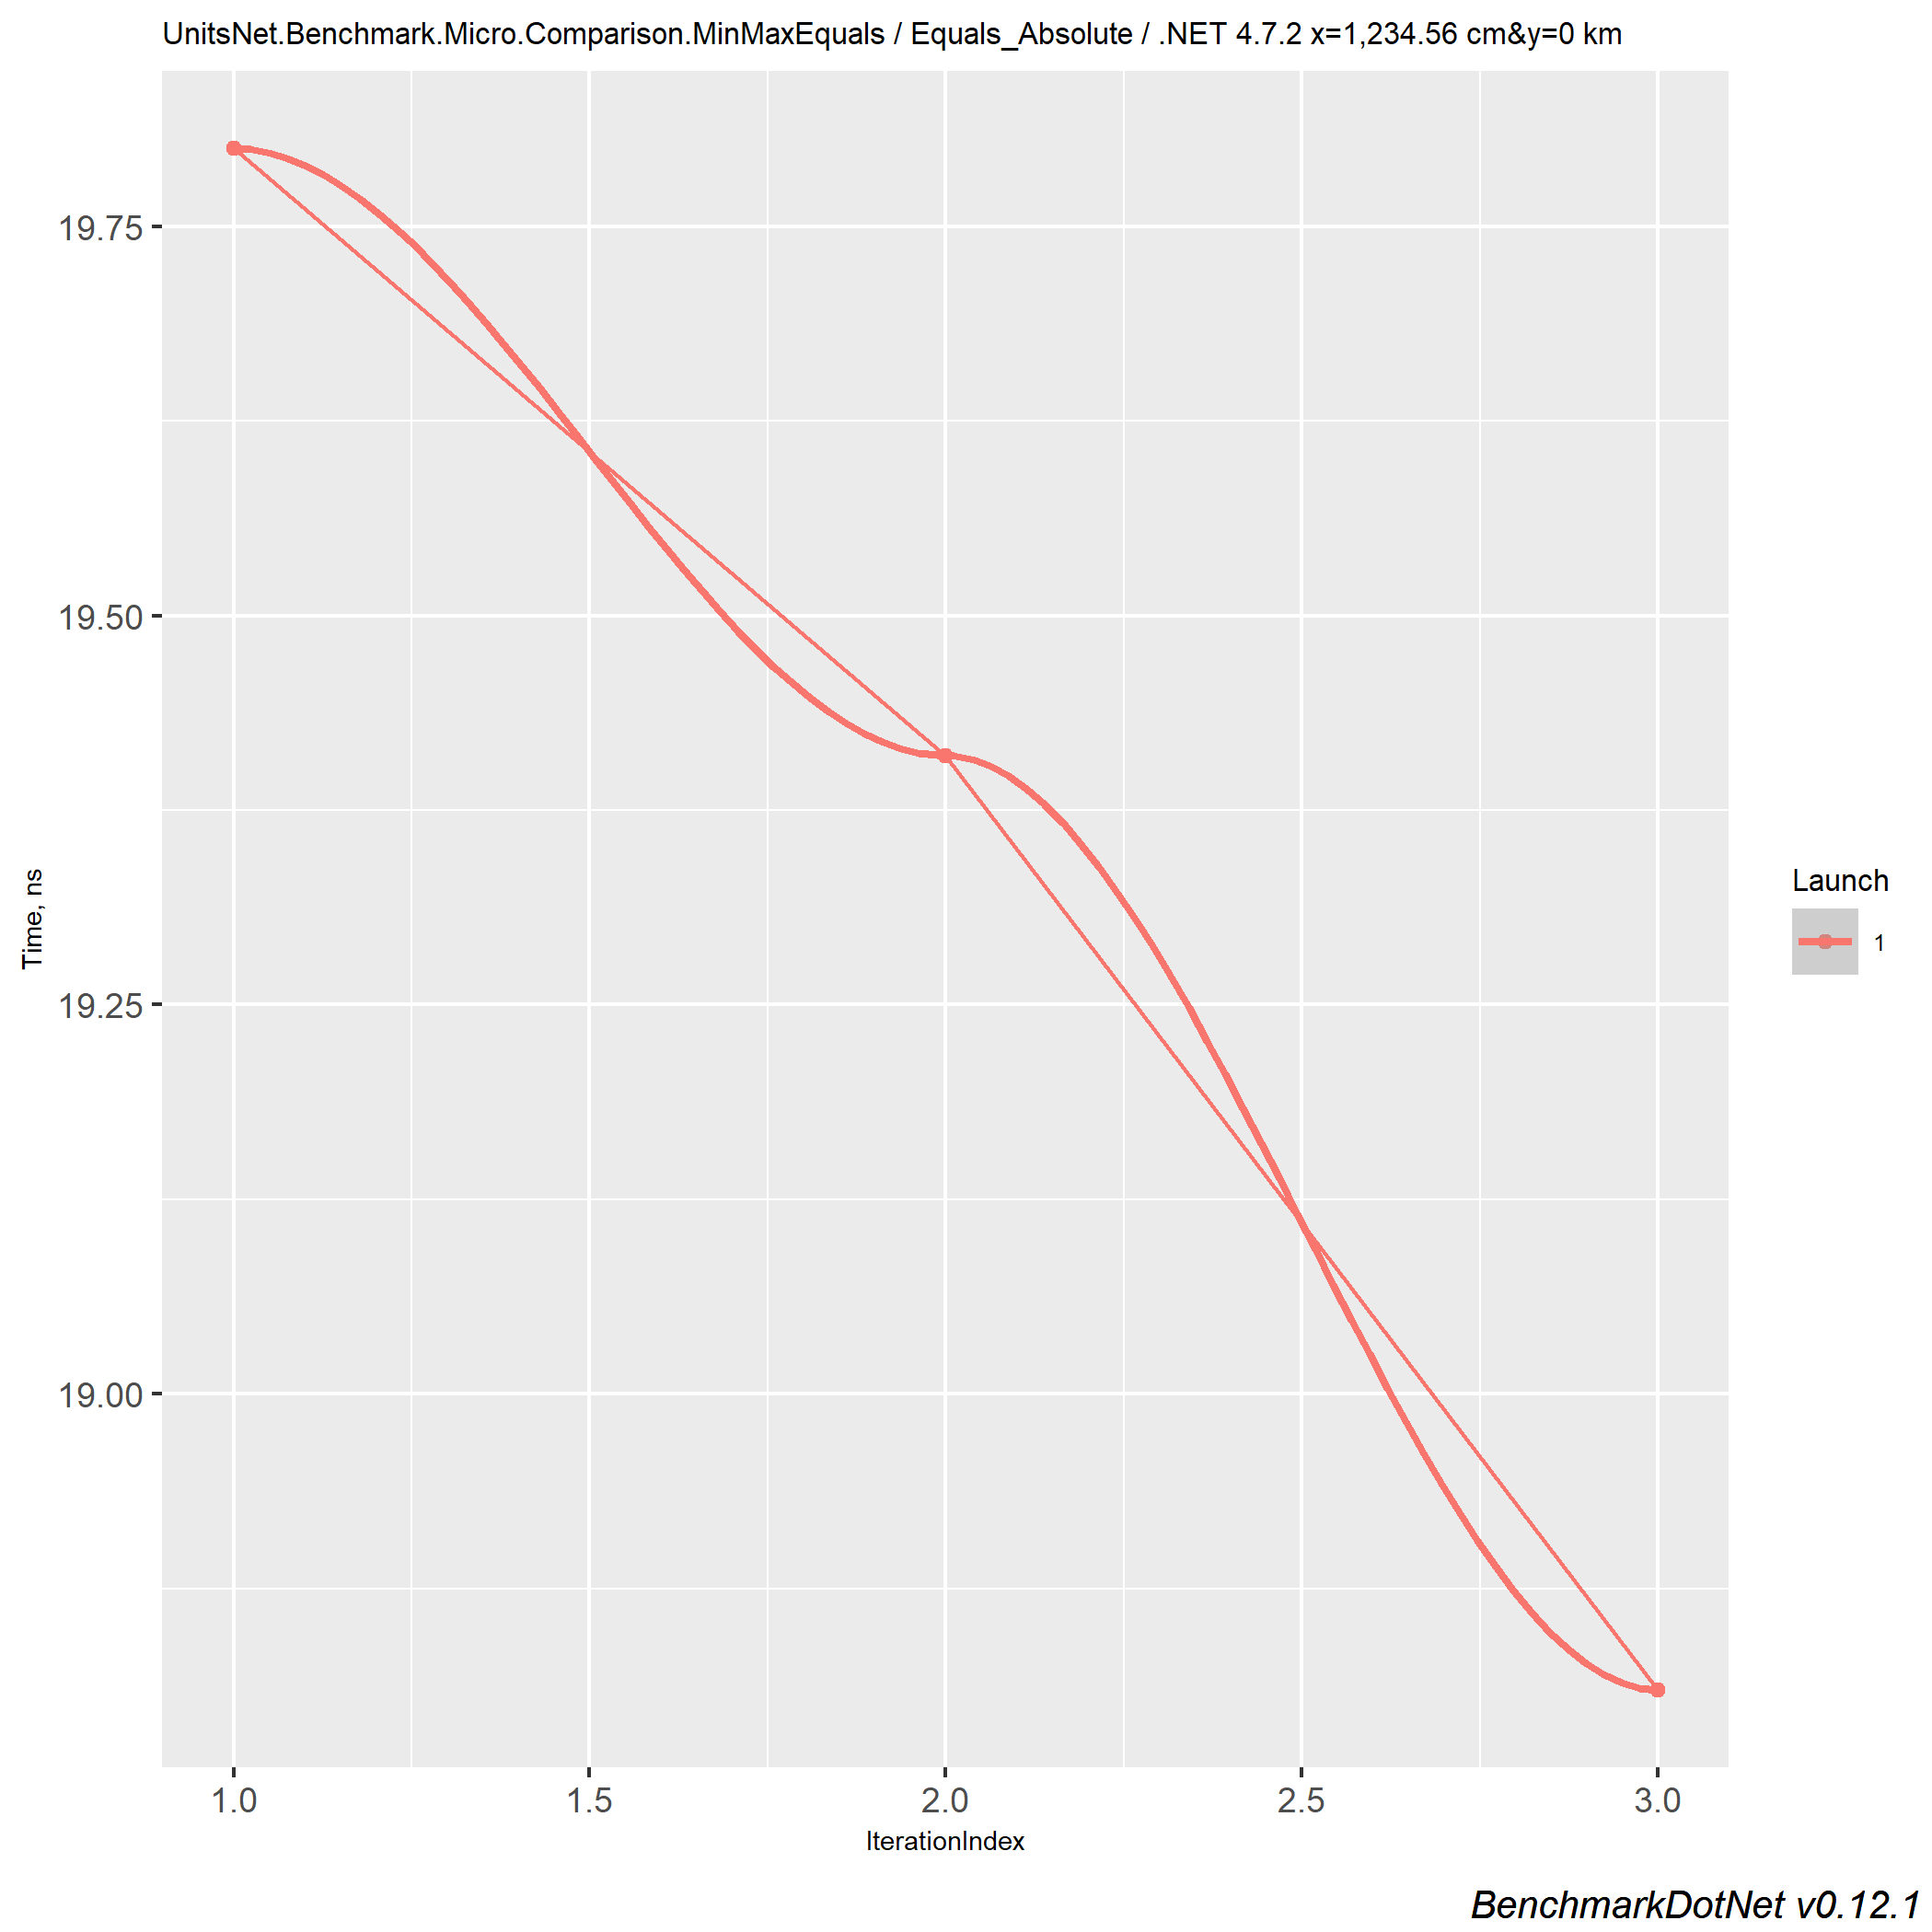 UnitsNet.Benchmark.Micro.Comparison.MinMaxEquals / Equals_Absolute / .NET 4.7.2 x=1,234.56 cm&y=0 km
Time, ns
19.75
19.50
19.25
19.00
1.0 1.5 2.0 2.5 3.0
IterationIndex
Launch
1
BenchmarkDotNet v0.12.1